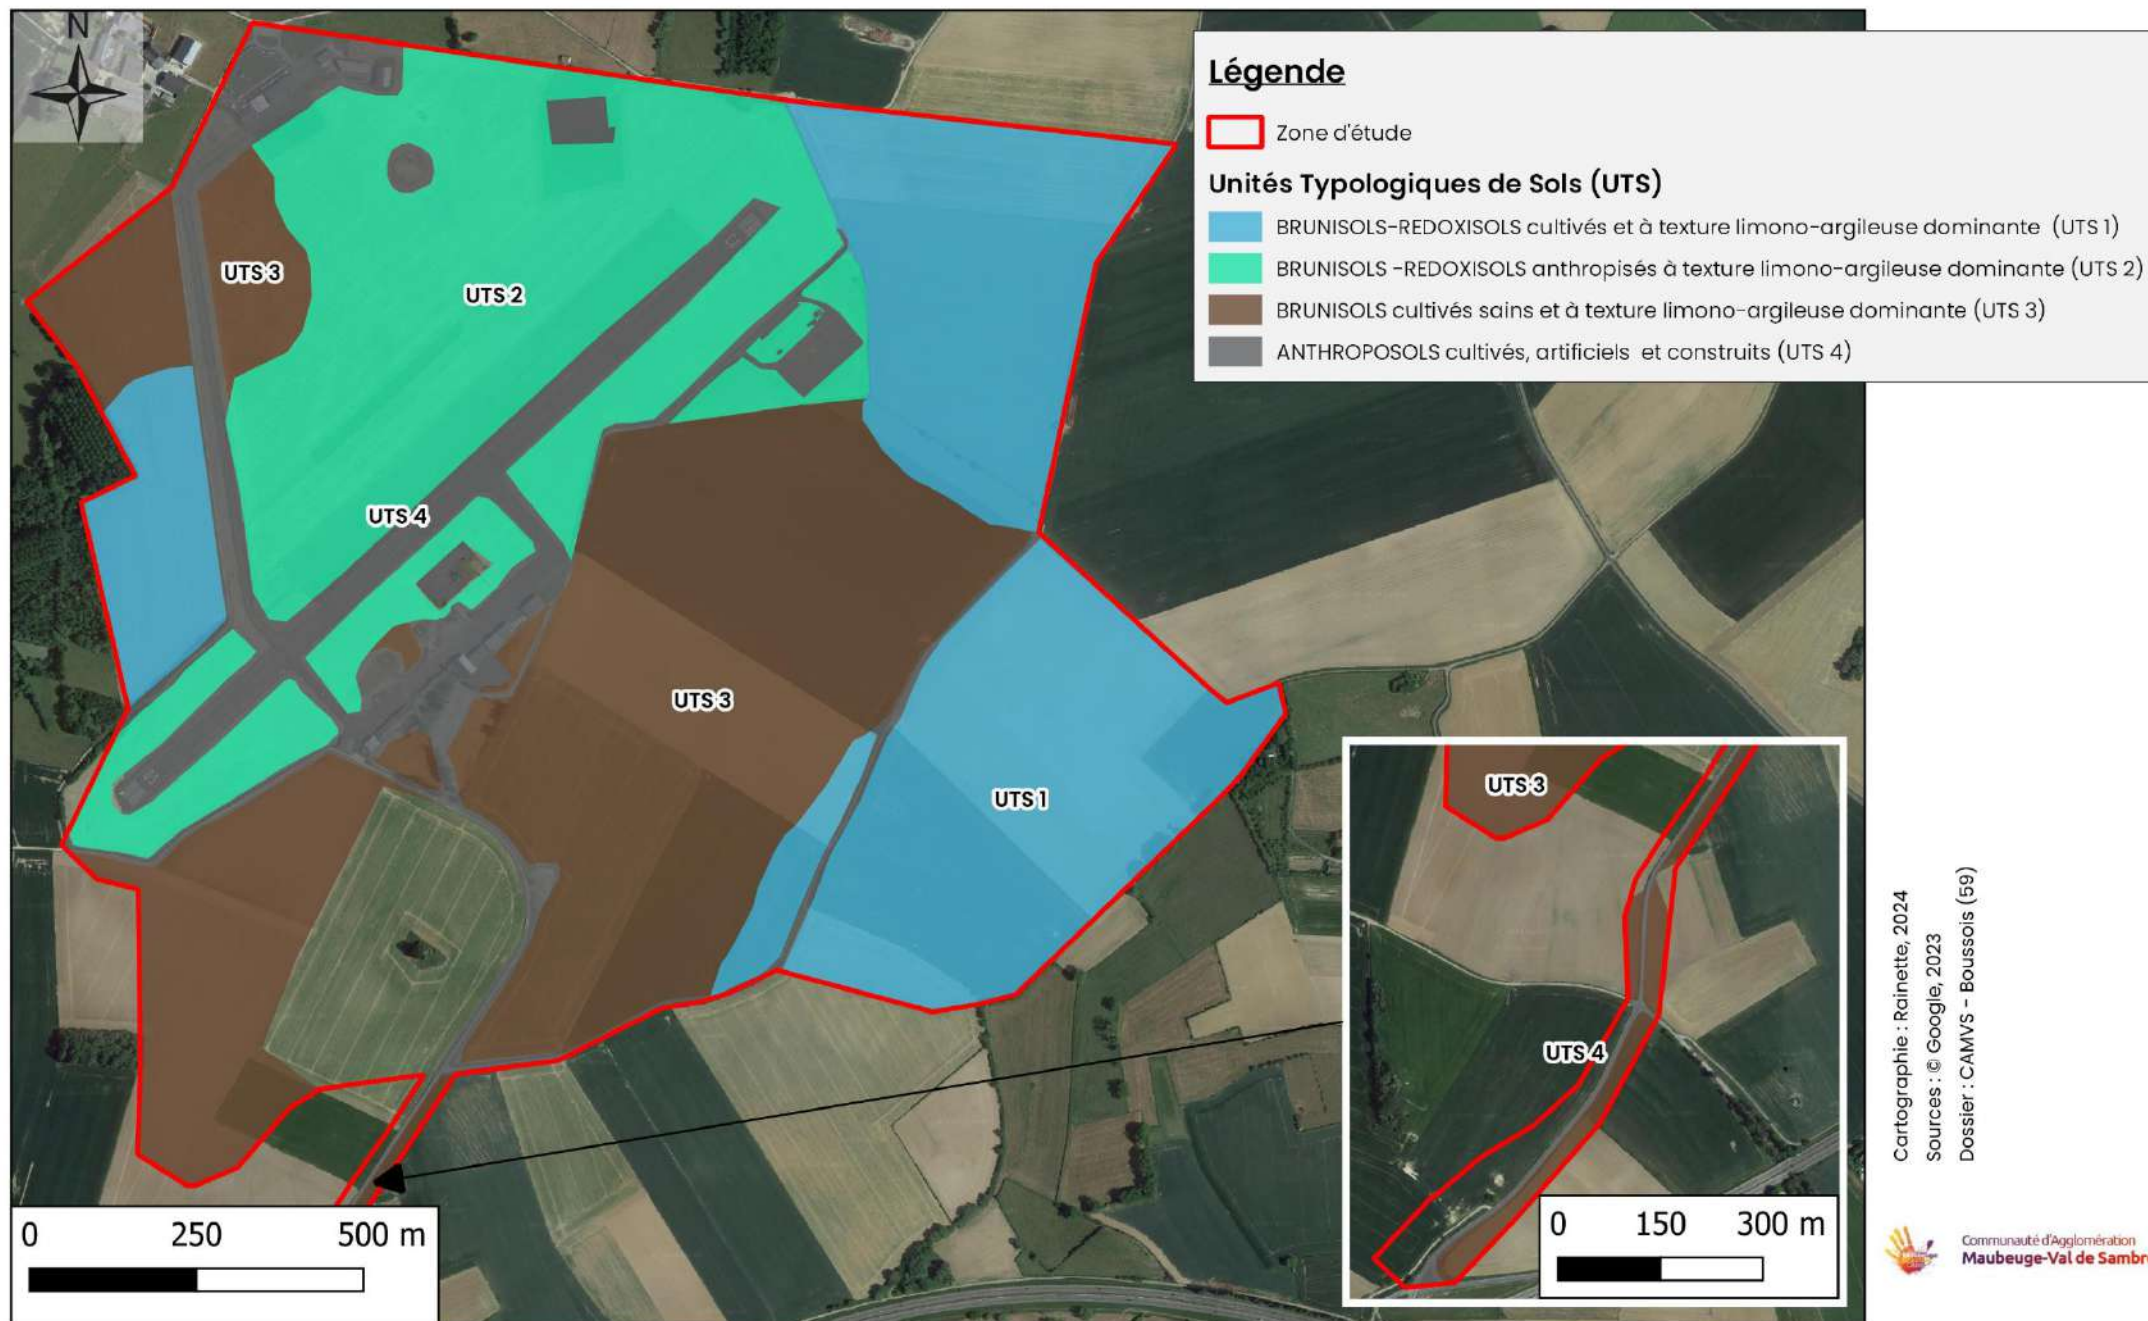 N
Légende
Zone d'étude
Unités Typologiques de Sols (UTS)
BRUNISOLS-REDOXISOLS cultivés et à texture limono-argileuse dominante (UTS 1)
BRUNISOLS -REDOXISOLS anthropisés à texture limono-argileuse dominante (UTS 2)
BRUNISOLS cultivés sains et à texture limono-argileuse dominante (UTS 3)
ANTHROPOSOLS cultivés, artificiels et construits (UTS 4)
UTS 3
UTS 2
UTS 4
UTS 3
UTS 1
UTS 3
UTS 4
0 250 500 m
0 150 300 m
Cartographie : Rainette, 2024
Sources : © Google, 2023
Dossier : CAMVS - Boussois (59)
Communauté d'Agglomération
Maubeuge-Val de Sambre